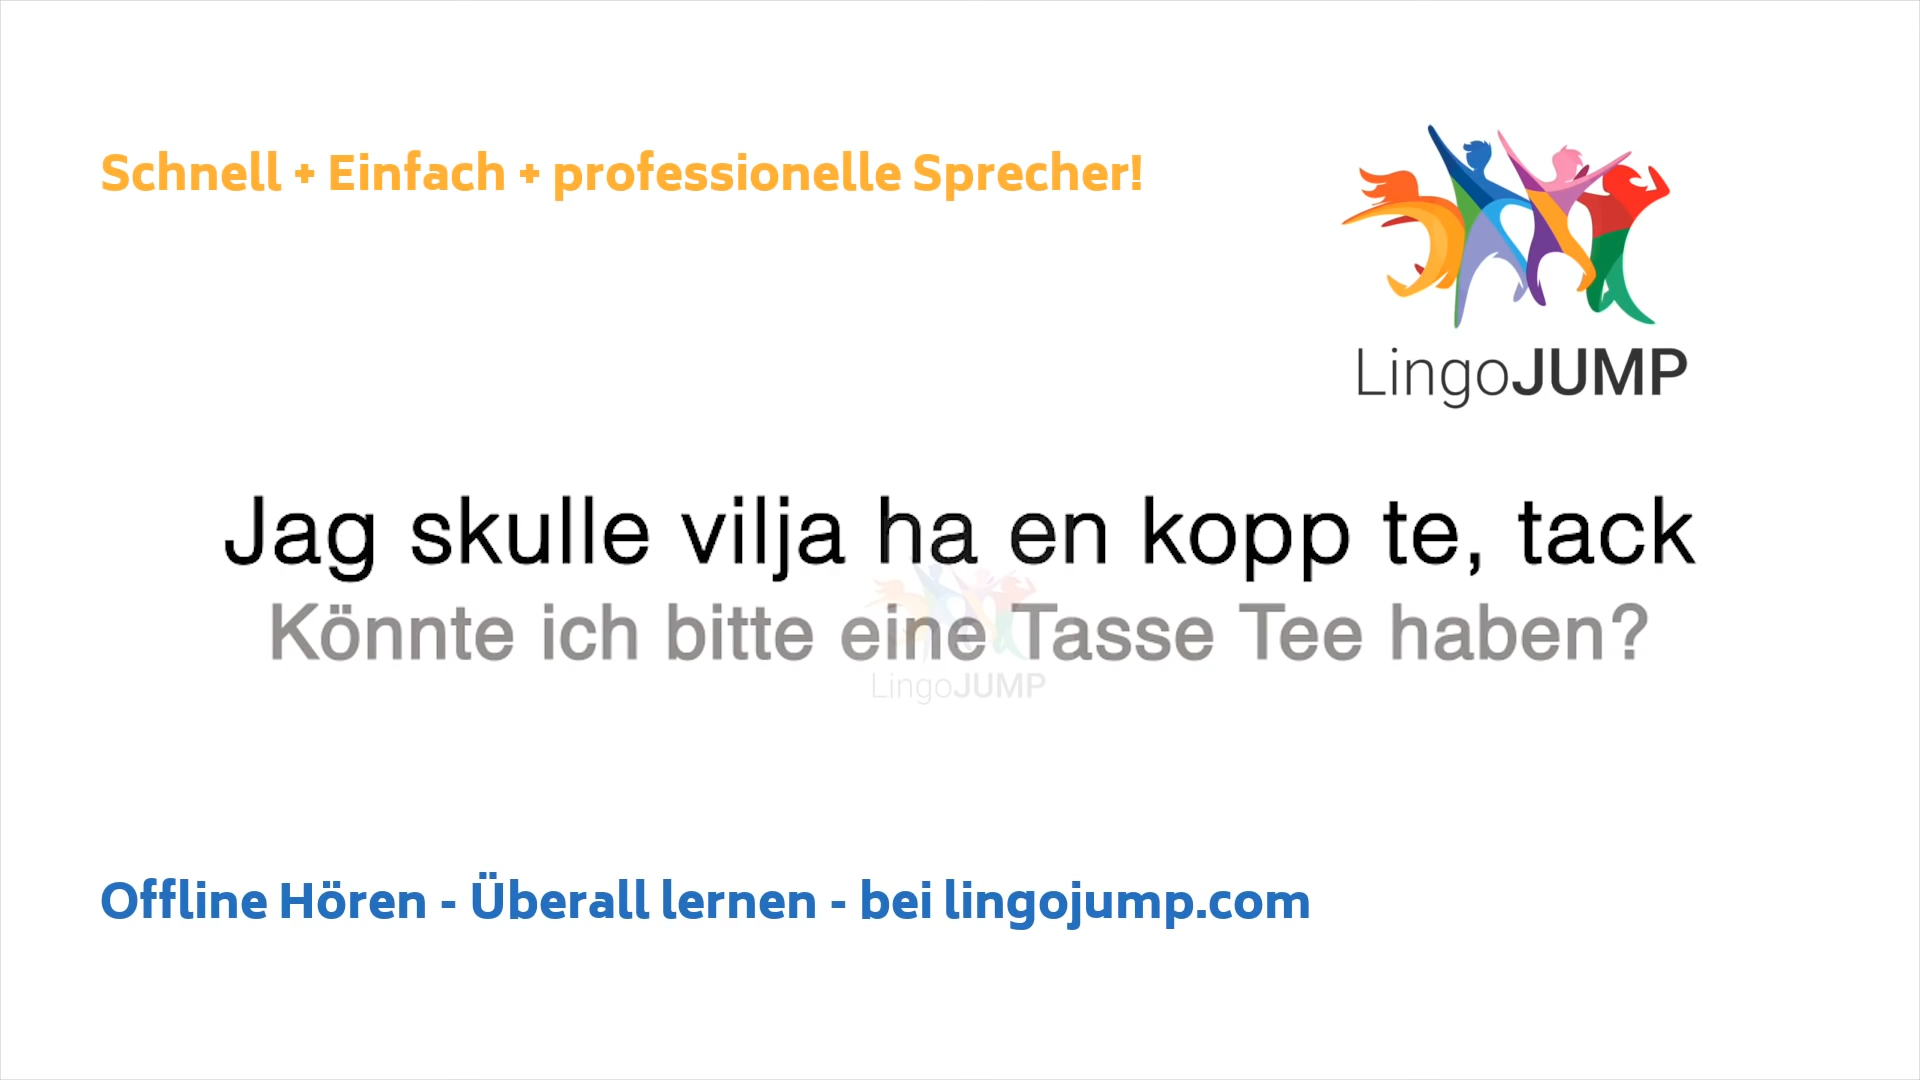 Schnell + Einfach + professionelle Sprecher!
LingoJUMP
Jag skulle vilja ha en kopp te, tack
Könnte ich bitte eine Tasse Tee haben?
LingoJUMP
Offline Hören - Überall lernen - bei lingojump.com